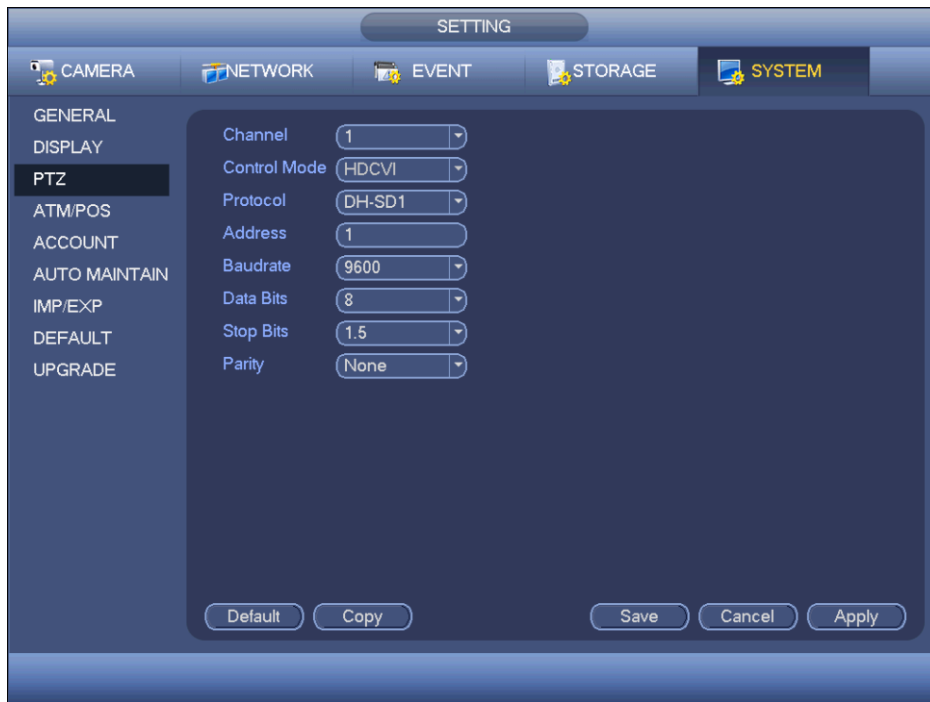 SETTING
CAMERA NETWORK EVENT STORAGE SYSTEM
GENERAL
DISPLAY
PTZ
ATM/POS
ACCOUNT
AUTO MAINTAIN
IMP/EXP
DEFAULT
UPGRADE
Channel 1
Control Mode HDCVI
Protocol DH-SD1
Address 1
Baudrate 9600
Data Bits 8
Stop Bits 1.5
Parity None
Default Copy Save Cancel Apply